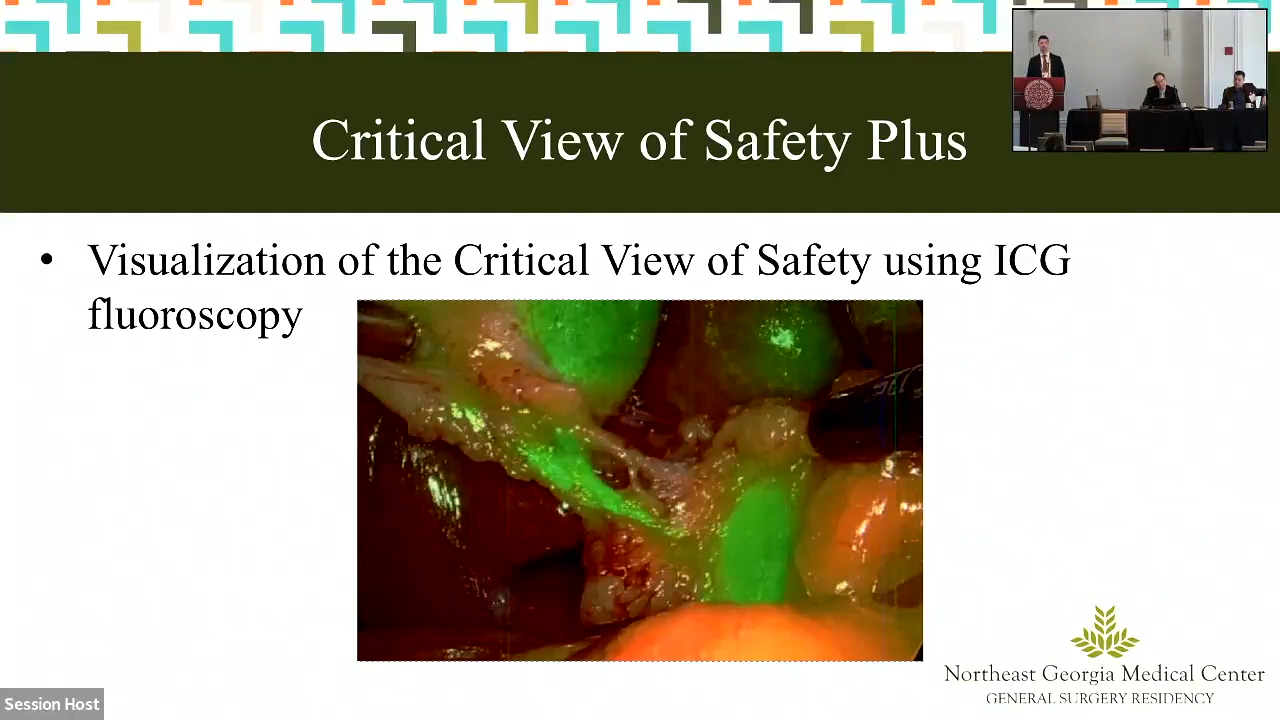 Critical View of Safety Plus
• Visualization of the Critical View of Safety using ICG
fluoroscopy
Northeast Georgia Medical Center
GENERAL SURGERY RESIDENCY
Session Host